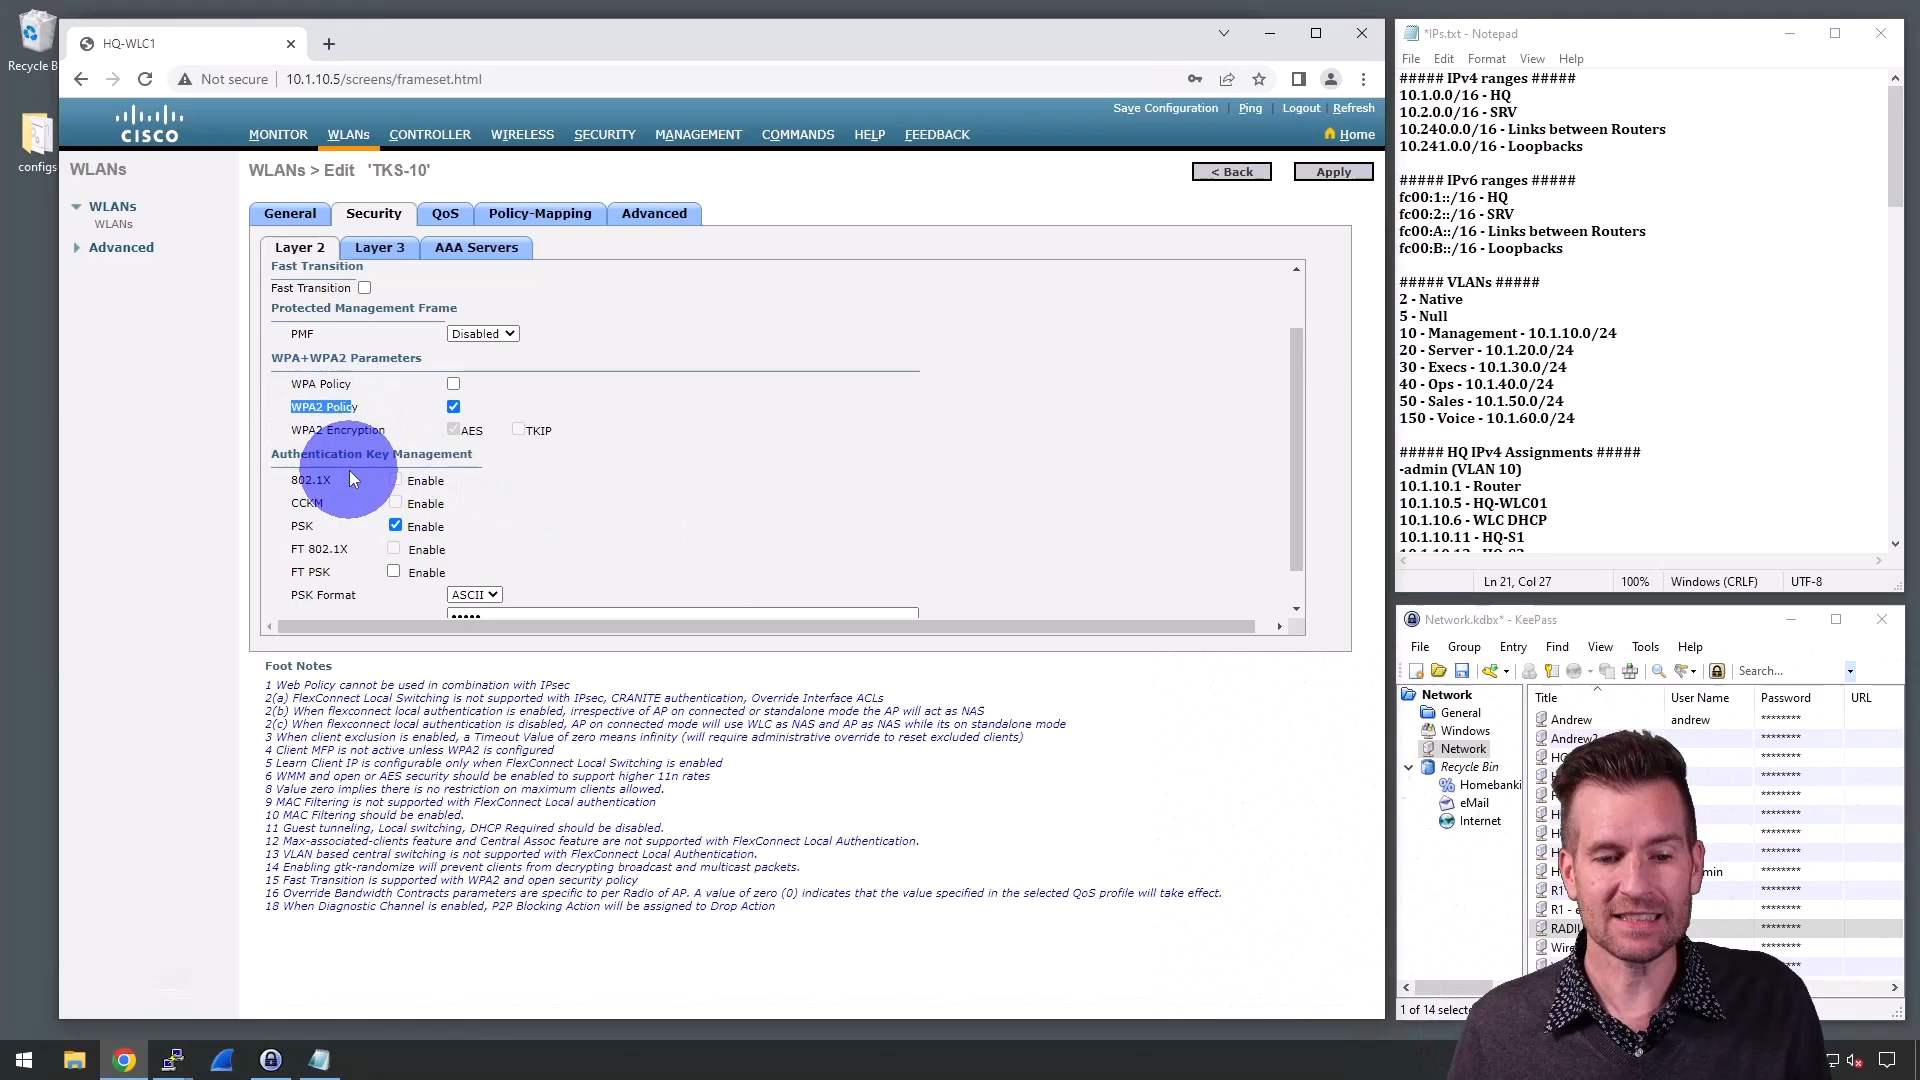 Recycle B
configs
HQ-WLC1
Not secure
10.1.10.5/screens/frameset.html
Save Configuration
Ping
Logout
Refresh
CISCO
MONITOR
WLANs
CONTROLLER
WIRELESS
SECURITY
MANAGEMENT
COMMANDS
HELP
FEEDBACK
Home
WLANs
WLANs
WLANs
Advanced
WLANs > Edit 'TKS-10'
< Back
Apply
General
Security
QoS
Policy-Mapping
Advanced
Layer 2
Layer 3
AAA Servers
Fast Transition
Fast Transition
Protected Management Frame
PMF
Disabled
WPA+WPA2 Parameters
WPA Policy
WPA2 Policy
WPA2 Encryption
AES
TKIP
Authentication Key Management
802.1X
Enable
CCKM
Enable
PSK
Enable
FT 802.1X
Enable
FT PSK
Enable
PSK Format
ASCII
•••••
Foot Notes
1 Web Policy cannot be used in combination with IPsec
2(a) FlexConnect Local Switching is not supported with IPsec, CRANITE authentication, Override Interface ACLs
2(b) When flexconnect local authentication is enabled, irrespective of AP on connected or standalone mode the AP will act as NAS
2(c) When flexconnect local authentication is disabled, AP on connected mode will use WLC as NAS and AP as NAS while its on standalone mode
3 When client exclusion is enabled, a Timeout Value of zero means infinity (will require administrative override to reset excluded clients)
4 Client MFP is not active unless WPA2 is configured
5 Learn Client IP is configurable only when FlexConnect Local Switching is enabled
6 WMM and open or AES security should be enabled to support higher 11n rates
8 Value zero implies there is no restriction on maximum clients allowed.
9 MAC Filtering is not supported with FlexConnect Local authentication
10 MAC Filtering should be enabled.
11 Guest tunneling, Local switching, DHCP Required should be disabled.
12 Max-associated-clients feature and Central Assoc feature are not supported with FlexConnect Local Authentication.
13 VLAN based central switching is not supported with FlexConnect Local Authentication.
14 Enabling gtk-randomize will prevent clients from decrypting broadcast and multicast packets.
15 Fast Transition is supported with WPA2 and open security policy
16 Override Bandwidth Contracts parameters are specific to per Radio of AP. A value of zero (0) indicates that the value specified in the selected QoS profile will take effect.
18 When Diagnostic Channel is enabled, P2P Blocking Action will be assigned to Drop Action
*IPs.txt - Notepad
File
Edit
Format
View
Help
##### IPv4 ranges #####
10.1.0.0/16 - HQ
10.2.0.0/16 - SRV
10.240.0.0/16 - Links between Routers
10.241.0.0/16 - Loopbacks
##### IPv6 ranges #####
fc00:1::/16 - HQ
fc00:2::/16 - SRV
fc00:A::/16 - Links between Routers
fc00:B::/16 - Loopbacks
##### VLANs #####
2 - Native
5 - Null
10 - Management - 10.1.10.0/24
20 - Server - 10.1.20.0/24
30 - Execs - 10.1.30.0/24
40 - Ops - 10.1.40.0/24
50 - Sales - 10.1.50.0/24
150 - Voice - 10.1.60.0/24
##### HQ IPv4 Assignments #####
-admin (VLAN 10)
10.1.10.1 - Router
10.1.10.5 - HQ-WLC01
10.1.10.6 - WLC DHCP
10.1.10.11 - HQ-S1
Ln 21, Col 27
100%
Windows (CRLF)
UTF-8
Network.kdbx* - KeePass
File
Group
Entry
Find
View
Tools
Help
Search...
Network
General
Windows
Network
Recycle Bin
Homebanki
eMail
Internet
Title
User Name
Password
URL
Andrew
andrew
********
********
********
********
********
********
********
********
min
********
R1
********
R1 -
********
RADIU
********
Wire
********
1 of 14 selecte